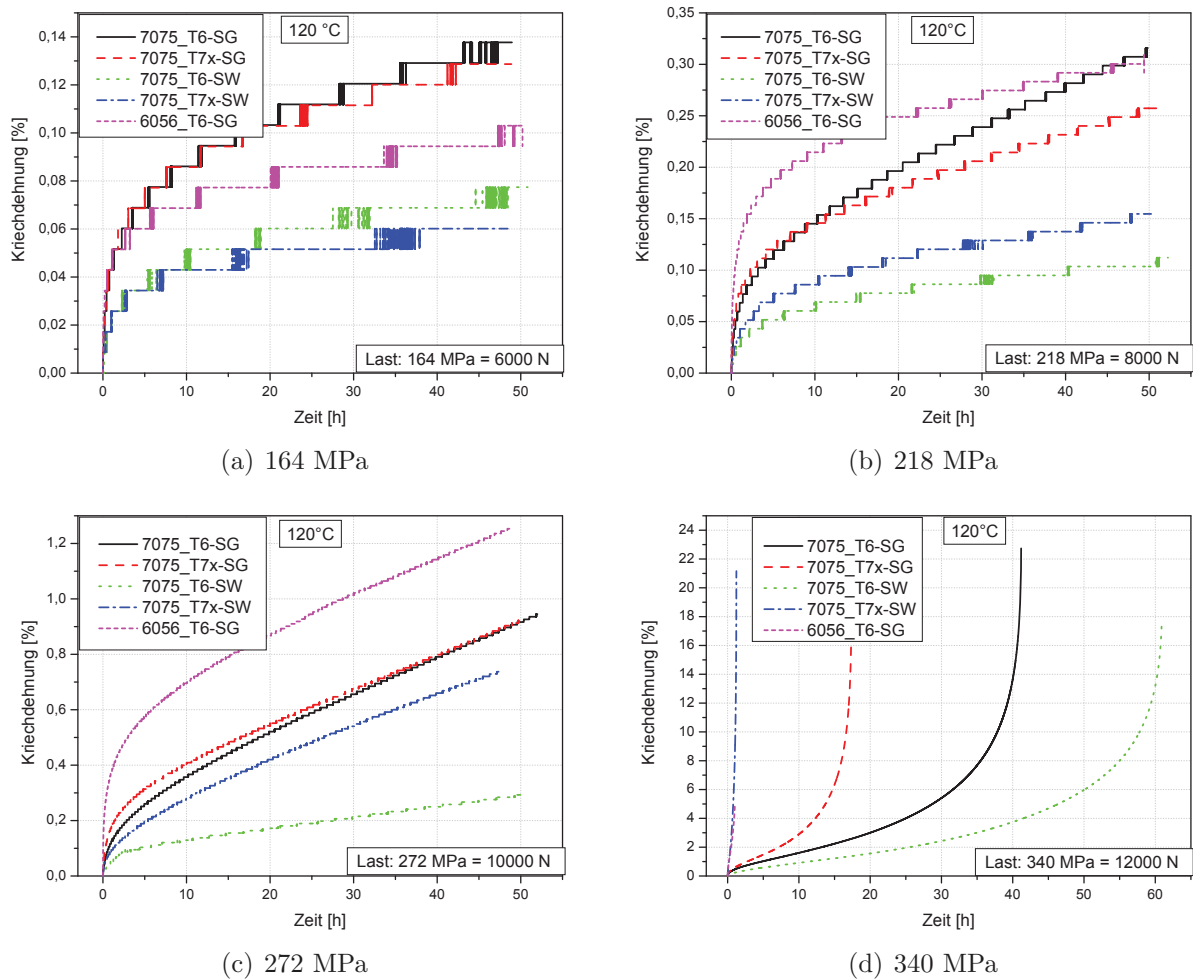 Kriechdehnung [%]
0,14
0,12
0,10
0,08
0,06
0,04
0,02
0,00
7075_T6-SG
7075_T7x-SG
7075_T6-SW
7075_T7x-SW
6056_T6-SG
120 °C
Last: 164 MPa = 6000 N
0 10 20 30 40 50
Zeit [h]
(a) 164 MPa
Kriechdehnung [%]
0,35
0,30
0,25
0,20
0,15
0,10
0,05
0,00
7075_T6-SG
7075_T7x-SG
7075_T6-SW
7075_T7x-SW
6056_T6-SG
120°C
Last: 218 MPa = 8000 N
0 10 20 30 40 50
Zeit [h]
(b) 218 MPa
Kriechdehnung [%]
1,2
1,0
0,8
0,6
0,4
0,2
0,0
7075_T6-SG
7075_T7x-SG
7075_T6-SW
7075_T7x-SW
6056_T6-SG
120°C
Last: 272 MPa = 10000 N
0 10 20 30 40 50
Zeit [h]
(c) 272 MPa
Kriechdehnung [%]
24
22
20
18
16
14
12
10
8
6
4
2
0
7075_T6-SG
7075_T7x-SG
7075_T6-SW
7075_T7x-SW
6056_T6-SG
120°C
Last: 340 MPa = 12000 N
0 10 20 30 40 50 60
Zeit [h]
(d) 340 MPa